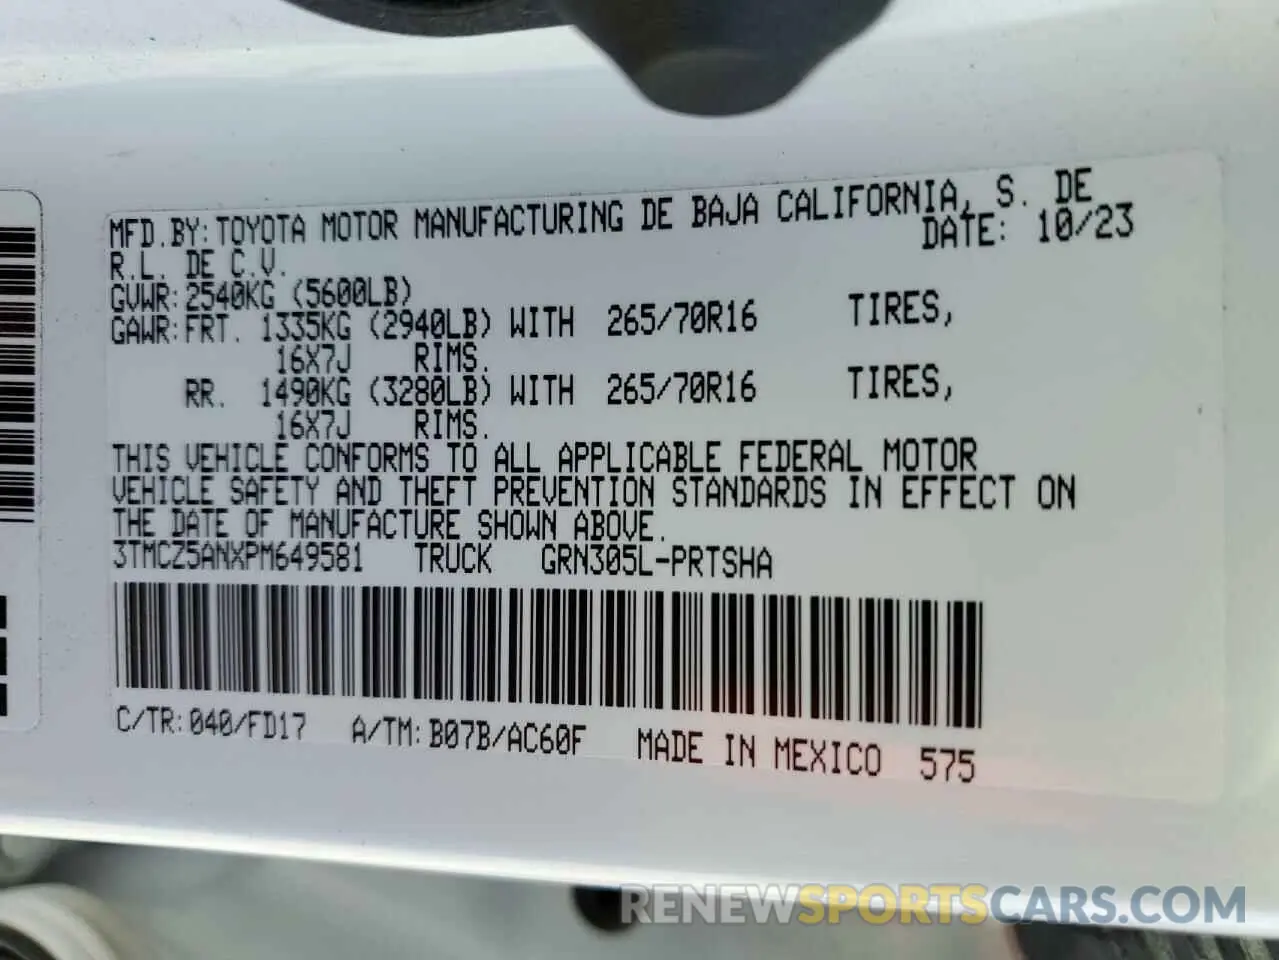 MFD.BY:TOYOTA MOTOR MANUFACTURING DE BAJA CALIFORNIA, S. DE
R.L. DE C.V. DATE: 10/23
GVWR:2540KG (5600LB)
GAWR:FRT. 1335KG (2940LB) WITH 265/70R16 TIRES,
16X7J RIMS.
RR. 1490KG (3280LB) WITH 265/70R16 TIRES,
16X7J RIMS.
THIS VEHICLE CONFORMS TO ALL APPLICABLE FEDERAL MOTOR
VEHICLE SAFETY AND THEFT PREVENTION STANDARDS IN EFFECT ON
THE DATE OF MANUFACTURE SHOWN ABOVE.
3TMCZ5ANXPM649581 TRUCK GRN305L-PRTSHA
C/TR:040/FD17 A/TM:B07B/AC60F MADE IN MEXICO 575
RENEWSPORTSCARS.COM